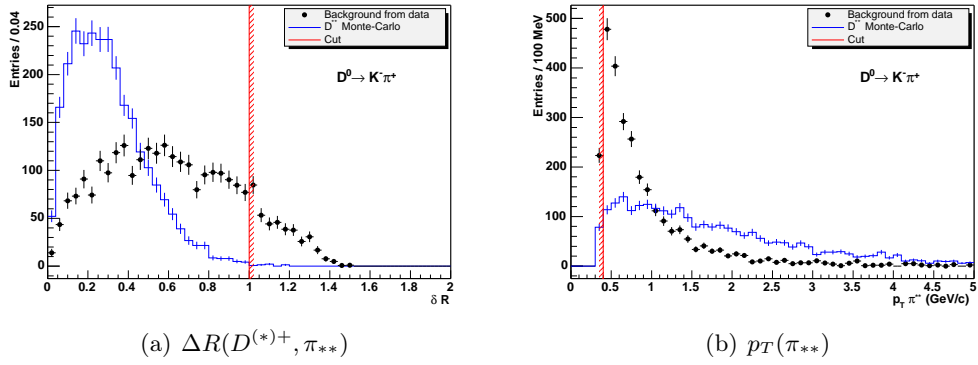 Entries / 0.04
250
200
150
100
50
0
0 0.2 0.4 0.6 0.8 1 1.2 1.4 1.6 1.8 2
δ R
Background from data
D** Monte-Carlo
Cut
D⁰→ K⁻π⁺
(a) ΔR(D⁽*⁾⁺, π**)
Entries / 100 MeV
500
400
300
200
100
0
0 0.5 1 1.5 2 2.5 3 3.5 4 4.5 5
p_T π** (GeV/c)
Background from data
D** Monte-Carlo
Cut
D⁰→ K⁻π⁺
(b) p_T(π**)